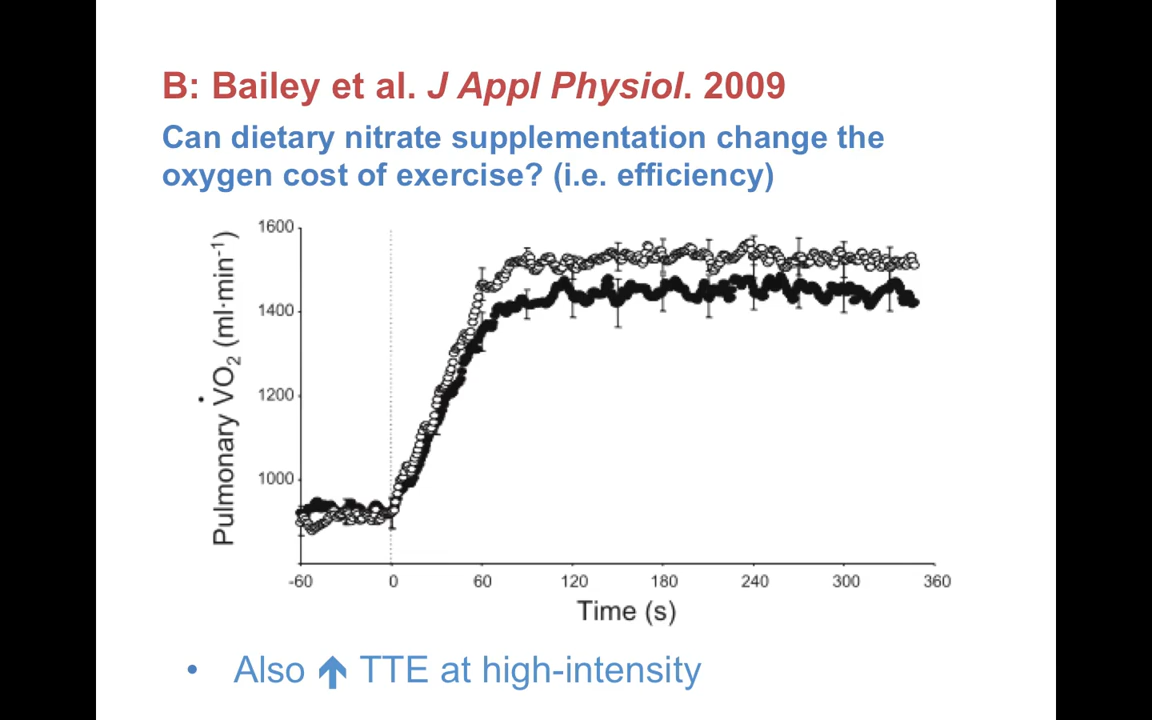 B: Bailey et al. J Appl Physiol. 2009
Can dietary nitrate supplementation change the
oxygen cost of exercise? (i.e. efficiency)
Pulmonary V̇O₂ (ml·min⁻¹)
1600
1400
1200
1000
-60 0 60 120 180 240 300 360
Time (s)
• Also ↑ TTE at high-intensity